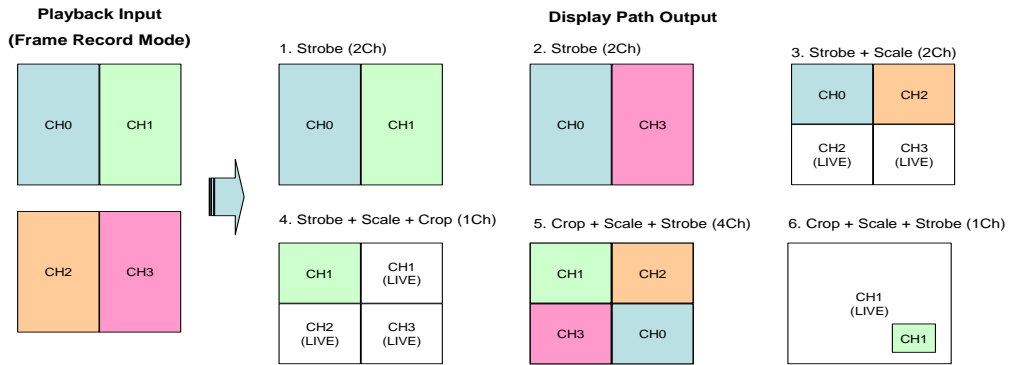 Playback Input
(Frame Record Mode)
CH0
CH1
CH2
CH3
Display Path Output
1. Strobe (2Ch)
CH0
CH1
2. Strobe (2Ch)
CH0
CH3
3. Strobe + Scale (2Ch)
CH0
CH2
CH2
(LIVE)
CH3
(LIVE)
4. Strobe + Scale + Crop (1Ch)
CH1
CH1
(LIVE)
CH2
(LIVE)
CH3
(LIVE)
5. Crop + Scale + Strobe (4Ch)
CH1
CH2
CH3
CH0
6. Crop + Scale + Strobe (1Ch)
CH1
(LIVE)
CH1